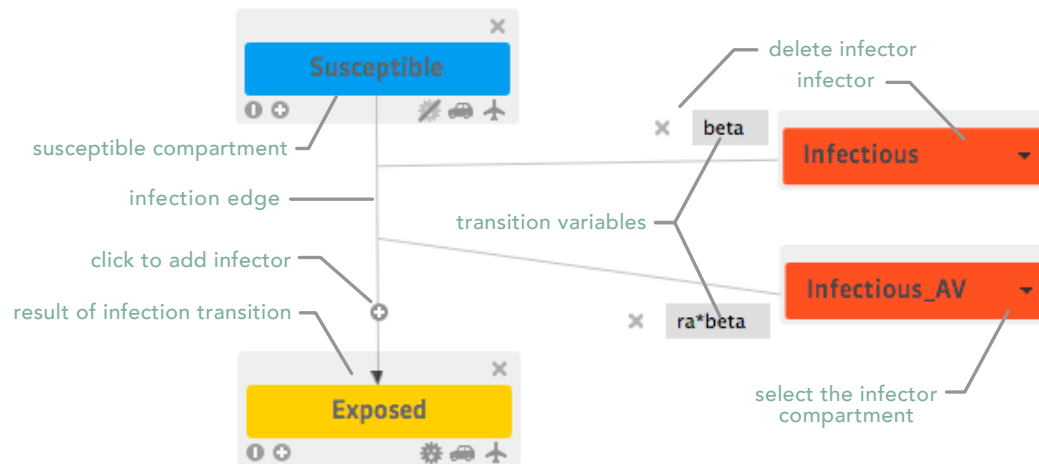 Susceptible
delete infector
infector
beta
Infectious
susceptible compartment
infection edge
transition variables
click to add infector
Infectious_AV
result of infection transition
ra*beta
Exposed
select the infector
compartment